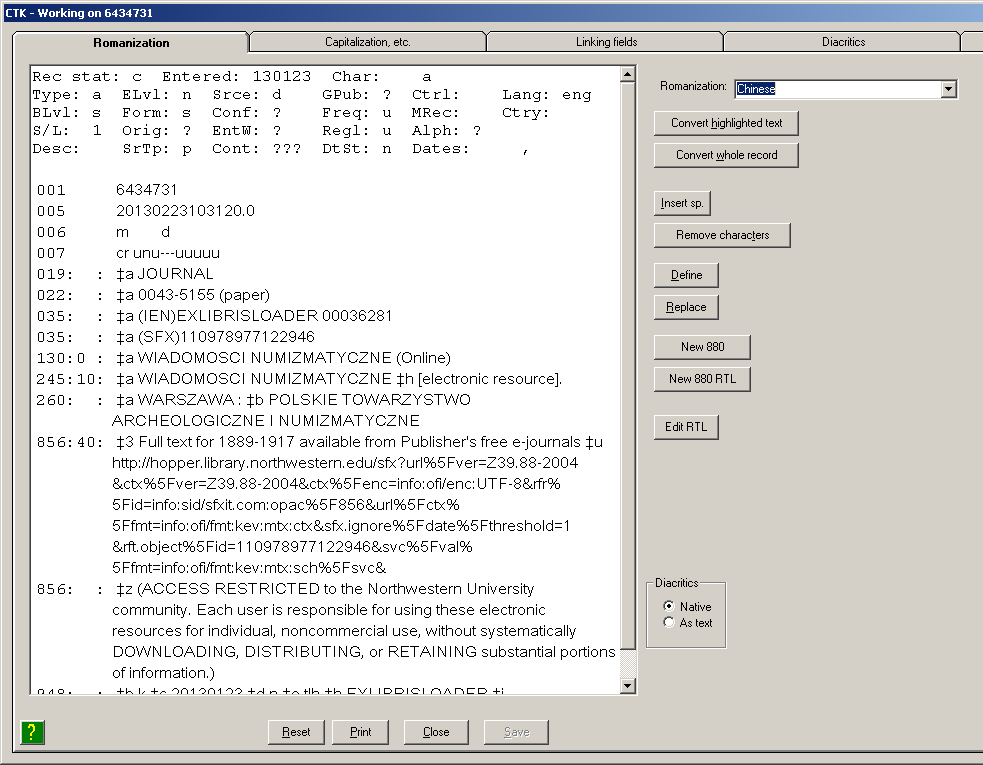 CTK - Working on 6434731
Romanization Capitalization, etc. Linking fields Diacritics
Rec stat: c Entered: 130123 Char: a
Type: a ELvl: n Srce: d GPub: ? Ctrl: Lang: eng
BLvl: s Form: s Conf: ? Freq: u MRec: Ctry:
S/L: 1 Orig: ? EntW: ? Regl: u Alph: ?
Desc: SrTp: p Cont: ??? DtSt: n Dates: ,
001 6434731
005 20130223103120.0
006 m d
007 cr unu---uuuuu
019: : ‡a JOURNAL
022: : ‡a 0043-5155 (paper)
035: : ‡a (IEN)EXLIBRISLOADER 00036281
035: : ‡a (SFX)110978977122946
130:0 : ‡a WIADOMOSCI NUMIZMATYCZNE (Online)
245:10: ‡a WIADOMOSCI NUMIZMATYCZNE ‡h [electronic resource].
260: : ‡a WARSZAWA : ‡b POLSKIE TOWARZYSTWO
ARCHEOLOGICZNE I NUMIZMATYCZNE
856:40: ‡3 Full text for 1889-1917 available from Publisher's free e-journals ‡u
http://hopper.library.northwestern.edu/sfx?url%5Fver=Z39.88-2004
&ctx%5Fver=Z39.88-2004&ctx%5Fenc=info:ofi/enc:UTF-8&rfr%
5Fid=info:sid/sfxit.com:opac%5F856&url%5Fctx%
5Ffmt=info:ofi/fmt:kev:mtx:ctx&sfx.ignore%5Fdate%5Fthreshold=1
&rft.object%5Fid=110978977122946&svc%5Fval%
5Ffmt=info:ofi/fmt:kev:mtx:sch%5Fsvc&
856: : ‡z (ACCESS RESTRICTED to the Northwestern University
community. Each user is responsible for using these electronic
resources for individual, noncommercial use, without systematically
DOWNLOADING, DISTRIBUTING, or RETAINING substantial portions
of information.)
948: : ‡b k ‡c 20130123 ‡d n ‡e tlh ‡h EXLIBRISLOADER ‡i
Romanization: Chinese
Convert highlighted text
Convert whole record
Insert sp.
Remove characters
Define
Replace
New 880
New 880 RTL
Edit RTL
Diacritics
Native
As text
? Reset Print Close Save